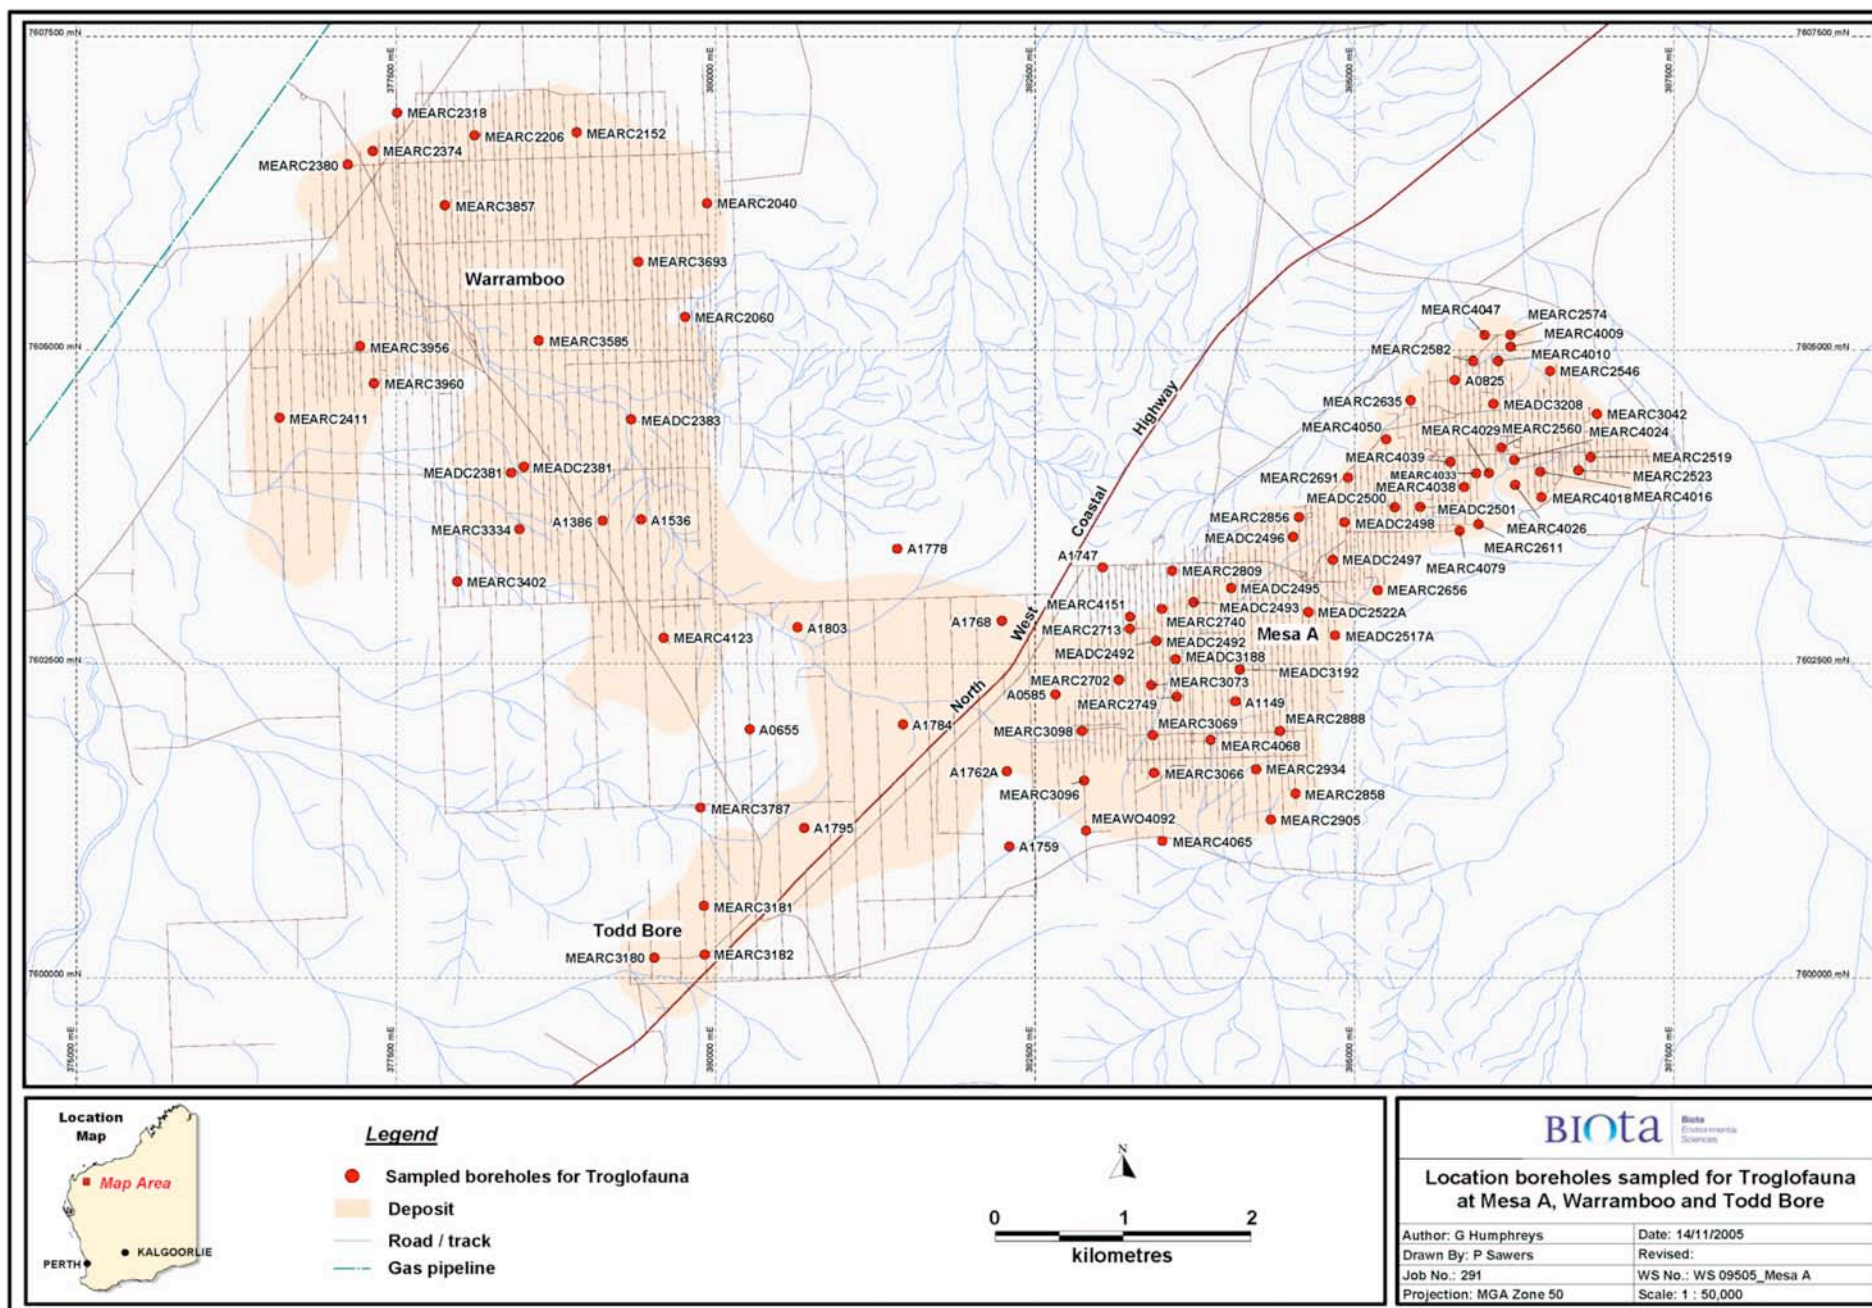 7607500 mN
7607500 mN
377500 mE
380000 mE
382500 mE
385000 mE
387500 mE
MEARC2318
MEARC2206
MEARC2152
MEARC2374
MEARC2380
MEARC3857
MEARC2040
MEARC3693
Warramboo
MEARC2060
MEARC3585
MEARC3956
7605000 mN
7605000 mN
MEARC3960
MEARC2411
MEADC2383
MEADC2381
MEADC2381
MEARC3334
A1386
A1536
MEARC3402
A1778
A1803
A1768
MEARC4123
7602500 mN
7602500 mN
A0655
A1784
MEARC3787
A1795
A1762A
A1759
MEARC3181
Todd Bore
MEARC3180
MEARC3182
7600000 mN
7600000 mN
North
West
Coastal
Highway
MEARC4047
MEARC2574
MEARC4009
MEARC2582
MEARC4010
MEARC2546
A0825
MEARC2635
MEADC3208
MEARC3042
MEARC4050
MEARC4029
MEARC2560
MEARC4024
MEARC4039
MEARC2519
MEARC2691
MEARC4033
MEARC2523
MEARC4038
MEARC4018
MEARC4016
MEADC2500
MEADC2501
MEARC2856
MEADC2498
MEARC4026
MEADC2496
MEARC2611
A1747
MEADC2497
MEARC4079
MEARC2809
MEADC2495
MEARC2656
MEARC4151
MEADC2493
MEADC2522A
MEARC2740
MEARC2713
Mesa A
MEADC2517A
MEADC2492
MEADC2492
MEADC3188
MEADC3192
MEARC2702
MEARC3073
A0585
MEARC2749
A1149
MEARC3098
MEARC3069
MEARC2888
MEARC4068
MEARC3066
MEARC2934
MEARC3096
MEARC2858
MEAWO4092
MEARC2905
MEARC4065
375000 mE
377500 mE
380000 mE
382500 mE
385000 mE
387500 mE
Location
Map
Map Area
KALGOORLIE
PERTH
Legend
Sampled boreholes for Troglofauna
Deposit
Road / track
Gas pipeline
N
0 1 2
kilometres
BIOta
Biota
Environmental
Sciences
Location boreholes sampled for Troglofauna
at Mesa A, Warramboo and Todd Bore
Author: G Humphreys
Date: 14/11/2005
Drawn By: P Sawers
Revised:
Job No.: 291
WS No.: WS 09505_Mesa A
Projection: MGA Zone 50
Scale: 1 : 50,000